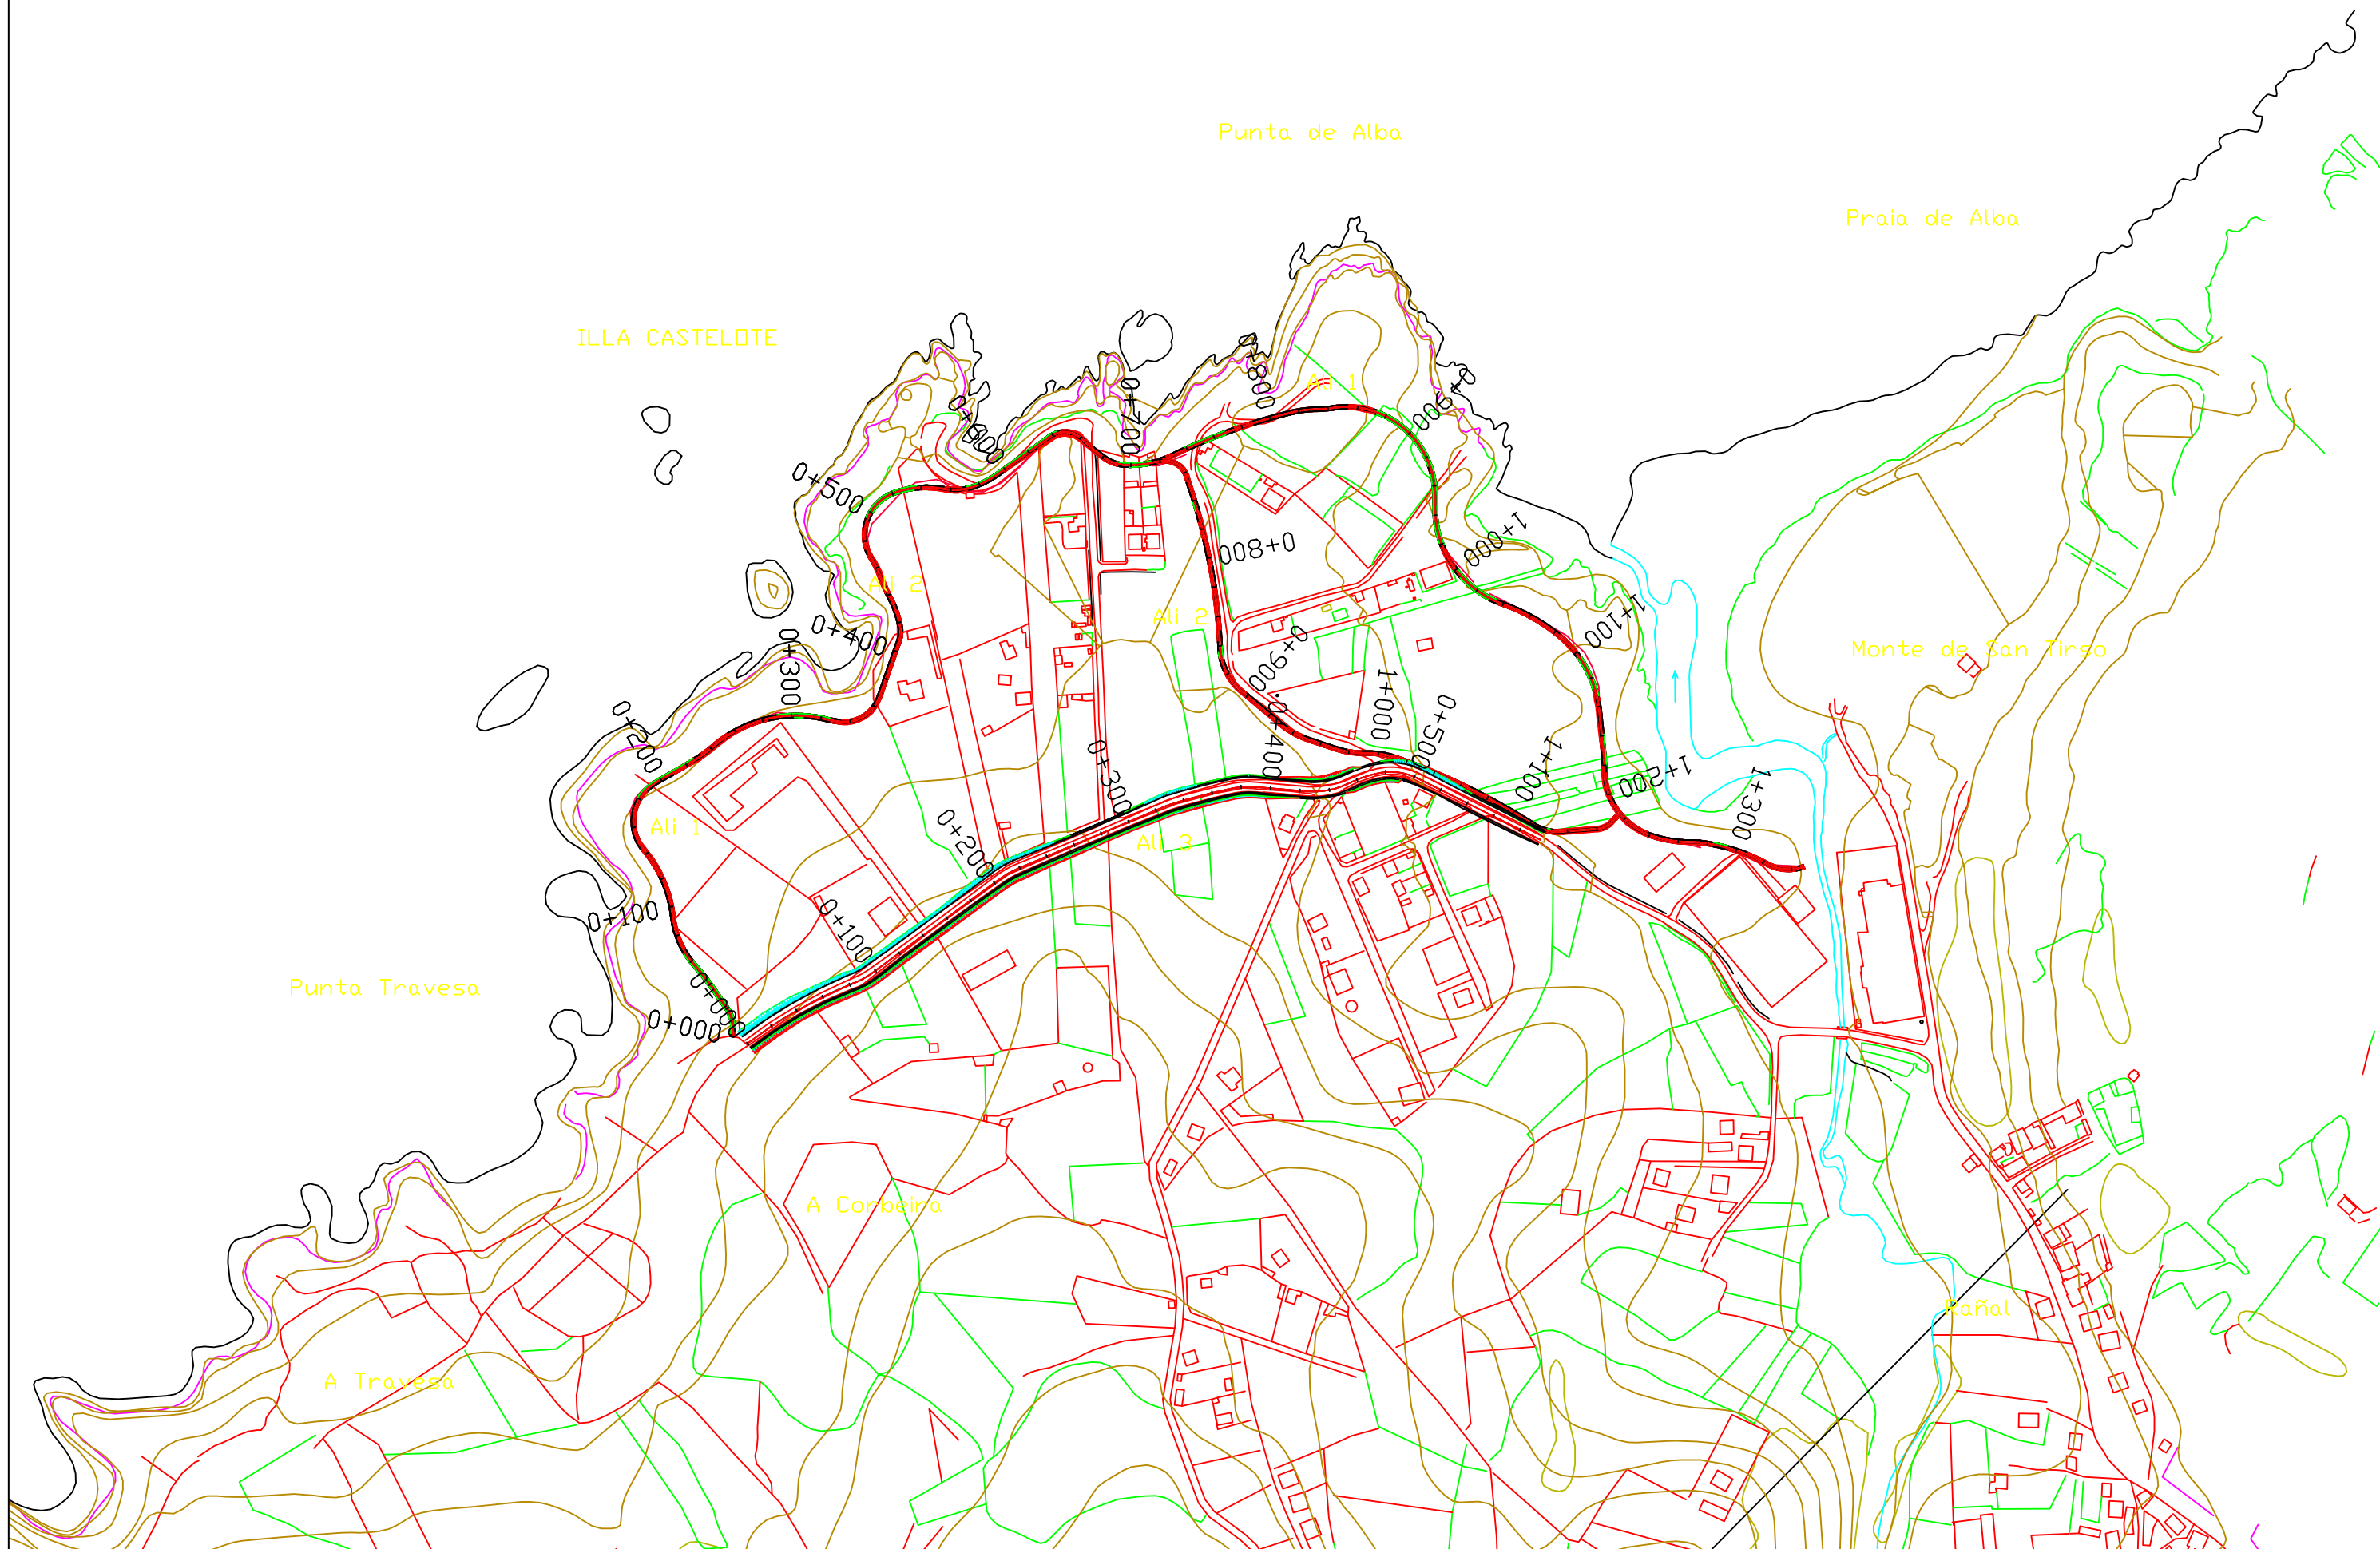 Punta de Alba
Praia de Alba
ILLA CASTELOTE
0+800
Ali 1
0+900
0+700
0+600
0+500
1+000
0+800
Ali 2
0+400
Ali 2
1+100
0+300
0+900
Monte de San Tirso
0+200
1+000
0+500
0+400
0+300
1+100
1+200
1+300
Ali 1
0+200
Ali 3
0+100
0+100
Punta Travesa
0+000
0+000
A Corbeira
Rañal
A Travesa